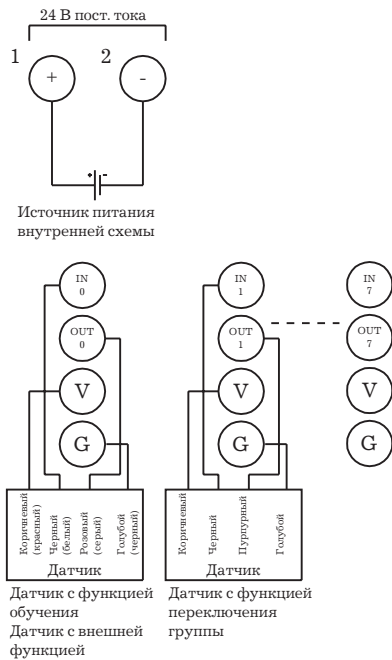 24 В пост. тока
1
2
+
-
+
-
Источник питания
внутренней схемы
IN
0
OUT
0
V
G
IN
1
OUT
1
V
G
IN
7
OUT
7
V
G
Коричневый
(красный)
Черный
(белый)
Розовый
(серый)
Голубой
(черный)
Датчик
Коричневый
Черный
Пурпурный
Голубой
Датчик
Датчик с функцией
обучения
Датчик с внешней
функцией
Датчик с функцией
переключения
группы